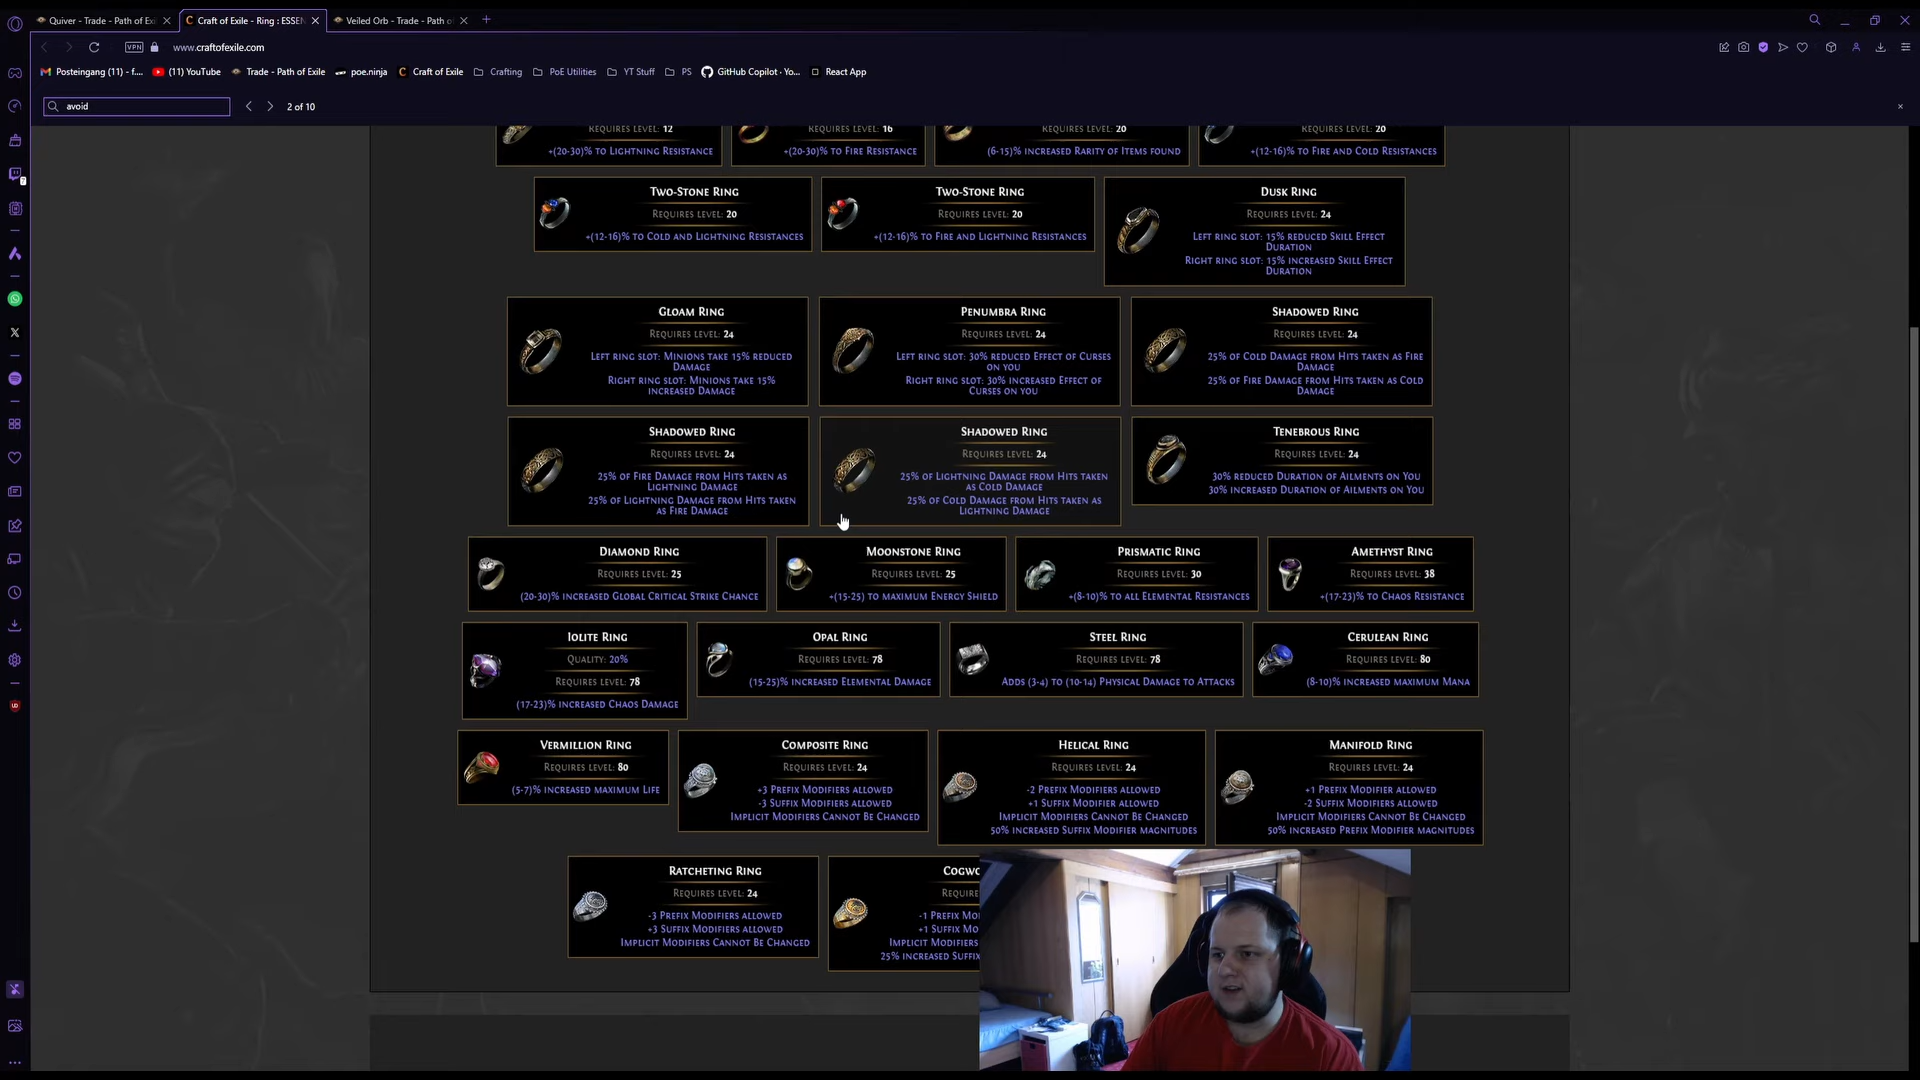 Quiver - Trade - Path of Exi
Craft of Exile - Ring : ESSEN
Veiled Orb - Trade - Path o
VPN
www.craftofexile.com
Posteingang (11) - f....
(11) YouTube
Trade - Path of Exile
poe.ninja
Craft of Exile
Crafting
PoE Utilities
YT Stuff
PS
GitHub Copilot - Yo...
React App
avoid
2 of 10
Requires level: 12
+(20-30)% to Lightning Resistance
Requires level: 16
+(20-30)% to Fire Resistance
Requires level: 20
(6-15)% increased Rarity of Items found
Requires level: 20
+(12-16)% to Fire and Cold Resistances
Two-Stone Ring
Requires level: 20
+(12-16)% to Cold and Lightning Resistances
Two-Stone Ring
Requires level: 20
+(12-16)% to Fire and Lightning Resistances
Dusk Ring
Requires level: 24
Left ring slot: 15% reduced Skill Effect
Duration
Right ring slot: 15% increased Skill Effect
Duration
Gloam Ring
Requires level: 24
Left ring slot: Minions take 15% reduced
Damage
Right ring slot: Minions take 15%
increased Damage
Penumbra Ring
Requires level: 24
Left ring slot: 30% reduced Effect of Curses
on you
Right ring slot: 30% increased Effect of
Curses on you
Shadowed Ring
Requires level: 24
25% of Cold Damage from Hits taken as Fire
Damage
25% of Fire Damage from Hits taken as Cold
Damage
Shadowed Ring
Requires level: 24
25% of Fire Damage from Hits taken as
Lightning Damage
25% of Lightning Damage from Hits taken
as Fire Damage
Shadowed Ring
Requires level: 24
25% of Lightning Damage from Hits taken
as Cold Damage
25% of Cold Damage from Hits taken as
Lightning Damage
Tenebrous Ring
Requires level: 24
30% reduced Duration of Ailments on You
30% increased Duration of Ailments on You
Diamond Ring
Requires level: 25
(20-30)% increased Global Critical Strike Chance
Moonstone Ring
Requires level: 25
+(15-25) to maximum Energy Shield
Prismatic Ring
Requires level: 30
+(8-10)% to all Elemental Resistances
Amethyst Ring
Requires level: 38
+(17-23)% to Chaos Resistance
Iolite Ring
Quality: 20%
Requires level: 78
(17-23)% increased Chaos Damage
Opal Ring
Requires level: 78
(15-25)% increased Elemental Damage
Steel Ring
Requires level: 78
Adds (3-4) to (10-14) Physical Damage to Attacks
Cerulean Ring
Requires level: 80
(8-10)% increased maximum Mana
Vermillion Ring
Requires level: 80
(5-7)% increased maximum Life
Composite Ring
Requires level: 24
+3 Prefix Modifiers allowed
-3 Suffix Modifiers allowed
Implicit Modifiers Cannot Be Changed
Helical Ring
Requires level: 24
-2 Prefix Modifiers allowed
+1 Suffix Modifier allowed
Implicit Modifiers Cannot Be Changed
50% increased Suffix Modifier magnitudes
Manifold Ring
Requires level: 24
+1 Prefix Modifier allowed
-2 Suffix Modifiers allowed
Implicit Modifiers Cannot Be Changed
50% increased Prefix Modifier magnitudes
Ratcheting Ring
Requires level: 24
-3 Prefix Modifiers allowed
+3 Suffix Modifiers allowed
Implicit Modifiers Cannot Be Changed
Cogw
Require
-1 Prefix Mo
+1 Suffix Mo
Implicit Modifiers
25% increased Suffix